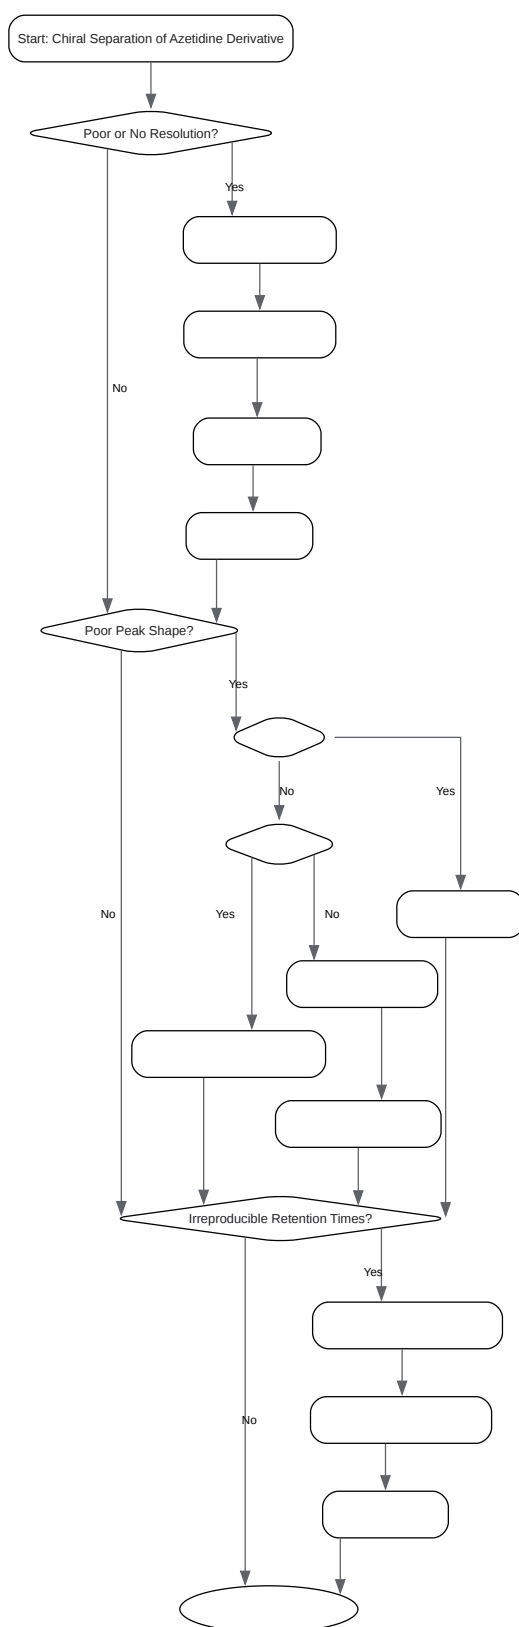 Start: Chiral Separation of Azetidine Derivative
Poor or No Resolution?
Yes
No
Poor Peak Shape?
Yes
No
Yes
No
Yes
No
Irreproducible Retention Times?
Yes
No